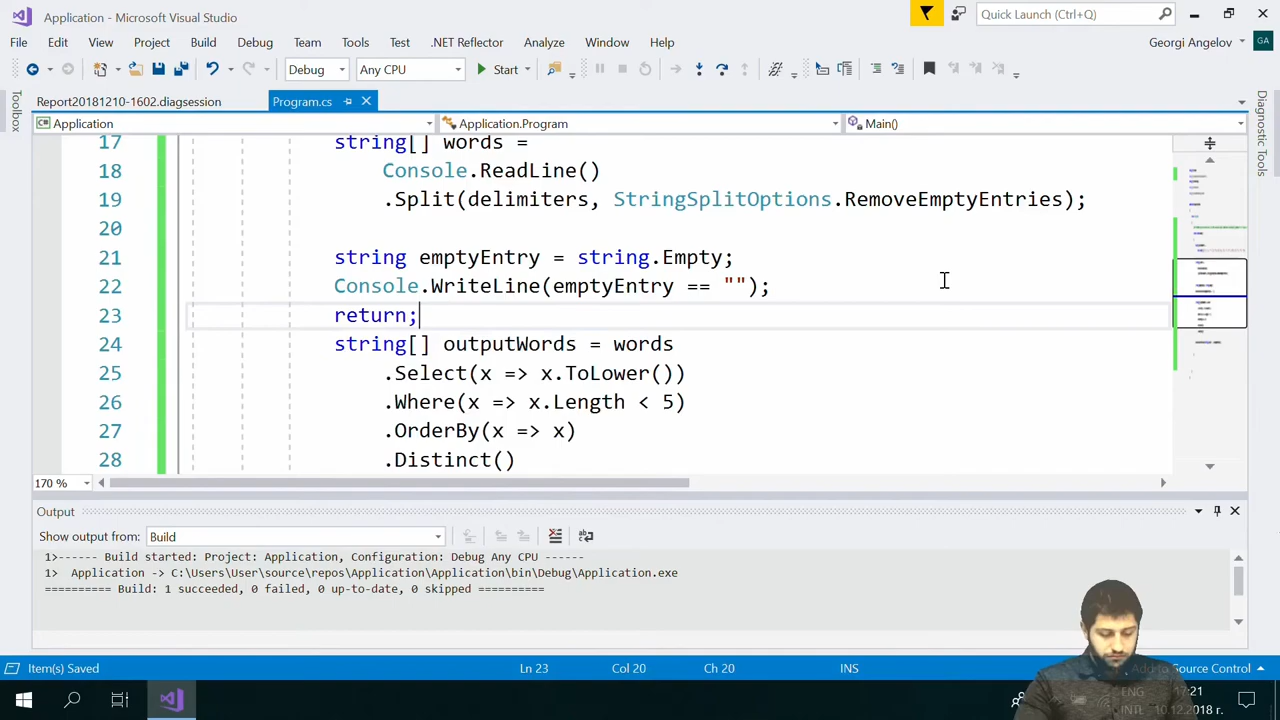 Application - Microsoft Visual Studio
Quick Launch (Ctrl+Q)
File Edit View Project Build Debug Team Tools Test .NET Reflector Analyze Window Help
Georgi Angelov
GA
Debug Any CPU Start
Toolbox
Report20181210-1602.diagsession Program.cs
Application Application.Program Main()
Diagnostic Tools
17 string[] words =
18 Console.ReadLine()
19 .Split(delimiters, StringSplitOptions.RemoveEmptyEntries);
20
21 string emptyEntry = string.Empty;
22 Console.WriteLine(emptyEntry == "");
23 return;
24 string[] outputWords = words
25 .Select(x => x.ToLower())
26 .Where(x => x.Length < 5)
27 .OrderBy(x => x)
28 .Distinct()
170 %
Output
Show output from: Build
1>------ Build started: Project: Application, Configuration: Debug Any CPU ------
1> Application -> C:\Users\User\source\repos\Application\Application\bin\Debug\Application.exe
========== Build: 1 succeeded, 0 failed, 0 up-to-date, 0 skipped ==========
Item(s) Saved Ln 23 Col 20 Ch 20 INS Add to Source Control
ENG 17:21
INTL 10.12.2018 г.